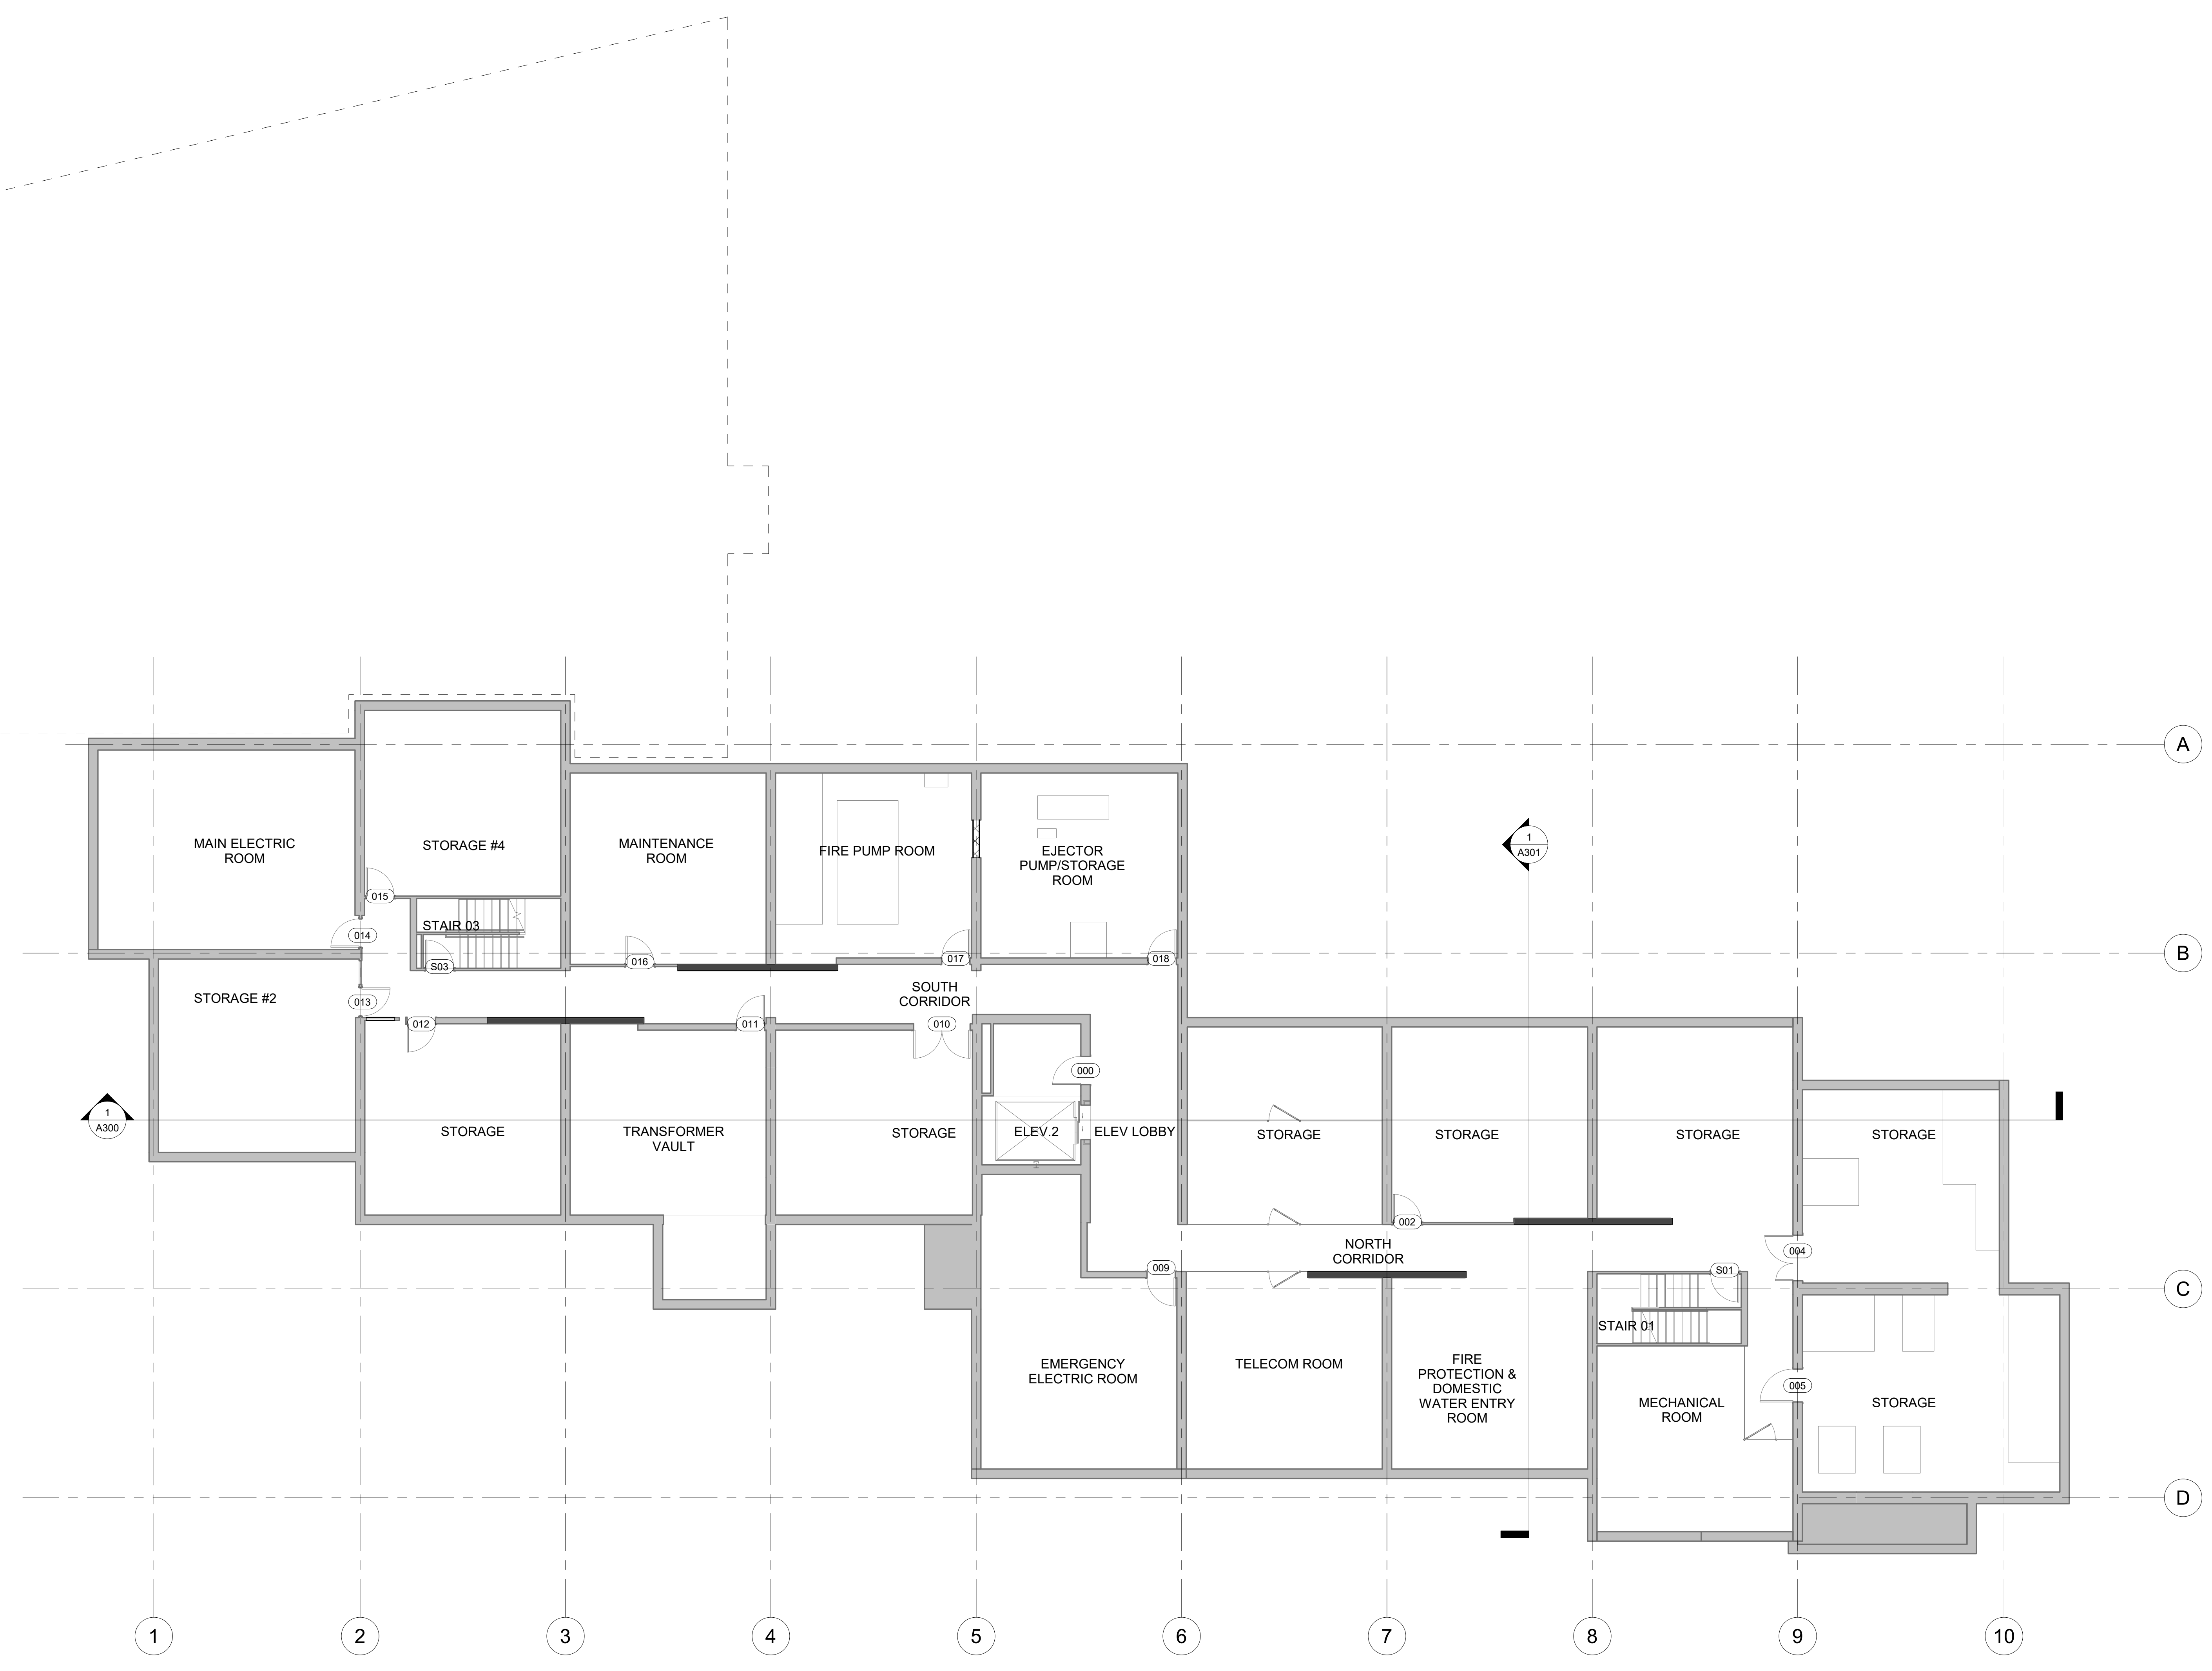 A
1
A301
MAIN ELECTRIC
ROOM
STORAGE #4
MAINTENANCE
ROOM
FIRE PUMP ROOM
EJECTOR
PUMP/STORAGE
ROOM
015
STAIR 03
014
S03
016
017
018
B
STORAGE #2
013
SOUTH
CORRIDOR
012
011
010
000
1
A300
STORAGE
TRANSFORMER
VAULT
STORAGE
ELEV.2
ELEV LOBBY
STORAGE
STORAGE
STORAGE
STORAGE
002
NORTH
CORRIDOR
004
009
S01
C
STAIR 01
EMERGENCY
ELECTRIC ROOM
TELECOM ROOM
FIRE
PROTECTION &
DOMESTIC
WATER ENTRY
ROOM
005
MECHANICAL
ROOM
STORAGE
D
1
2
3
4
5
6
7
8
9
10